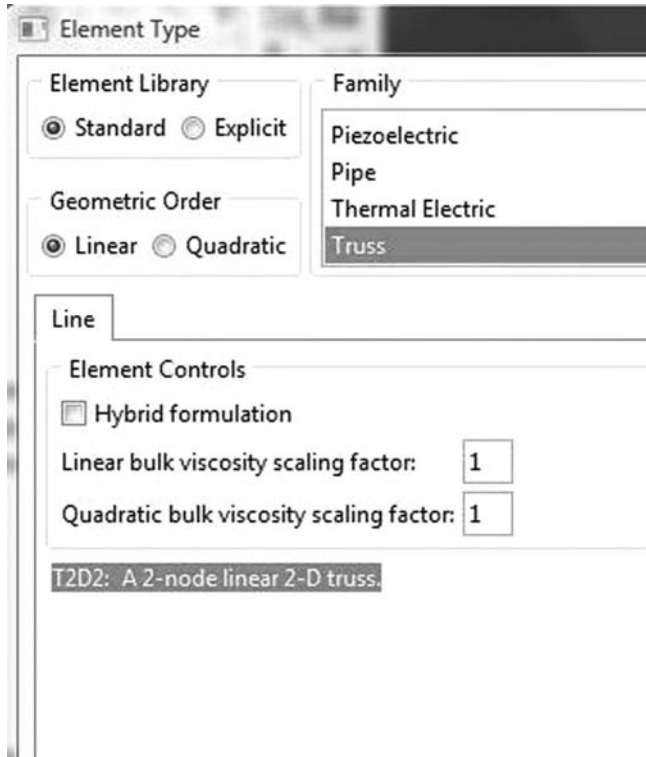 Element Type
Element Library
Standard Explicit
Family
Piezoelectric
Pipe
Thermal Electric
Truss
Geometric Order
Linear Quadratic
Line
Element Controls
Hybrid formulation
Linear bulk viscosity scaling factor: 1
Quadratic bulk viscosity scaling factor: 1
T2D2: A 2-node linear 2-D truss.